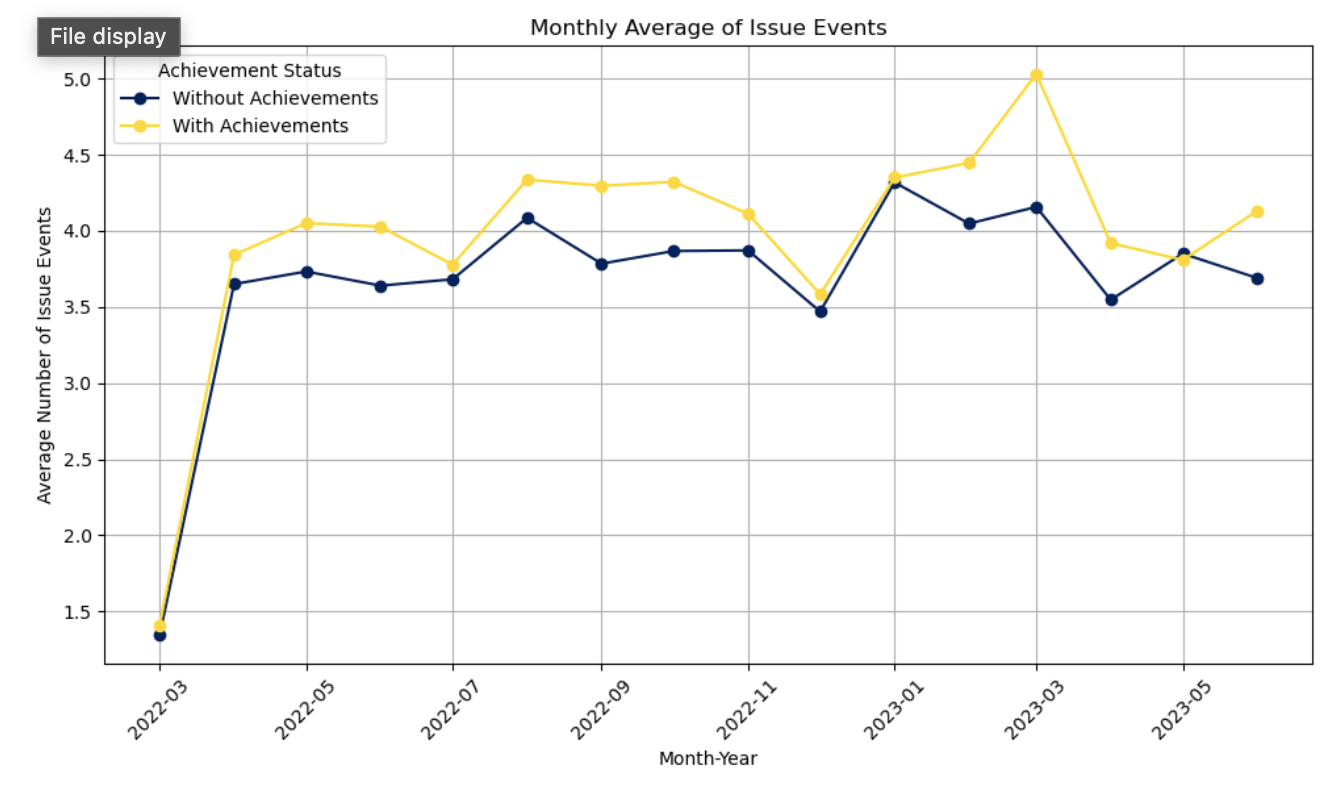 File display
Monthly Average of Issue Events
Achievement Status
Without Achievements
With Achievements
Average Number of Issue Events
5.0
4.5
4.0
3.5
3.0
2.5
2.0
1.5
2022-03
2022-05
2022-07
2022-09
2022-11
2023-01
2023-03
2023-05
Month-Year